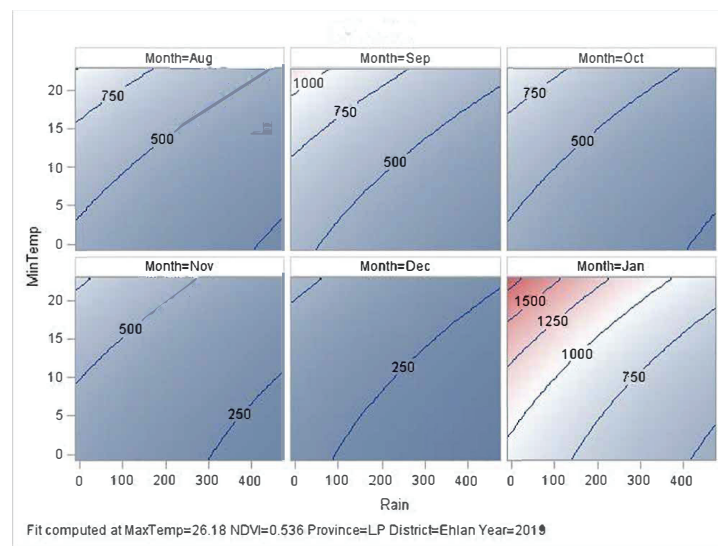 Month=Aug Month=Sep Month=Oct
20 750 1000 750 750
15 500 500 500
10
5
0
MinTemp
Month=Nov Month=Dec Month=Jan
20 1500
15 500 1250
10 250 1000 750
5 250
0
0 100 200 300 400 0 100 200 300 400 0 100 200 300 400
Rain
Fit computed at MaxTemp=26.18 NDVI=0.536 Province=LP District=Ehlan Year=2019